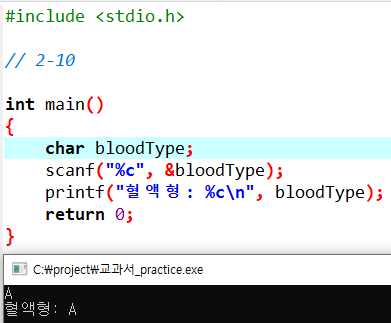 #include <stdio.h>
// 2-10
int main()
{
char bloodType;
scanf("%c", &bloodType);
printf("혈액형: %c\n", bloodType);
return 0;
}
C:₩project₩교과서_practice.exe
A
혈액형: A